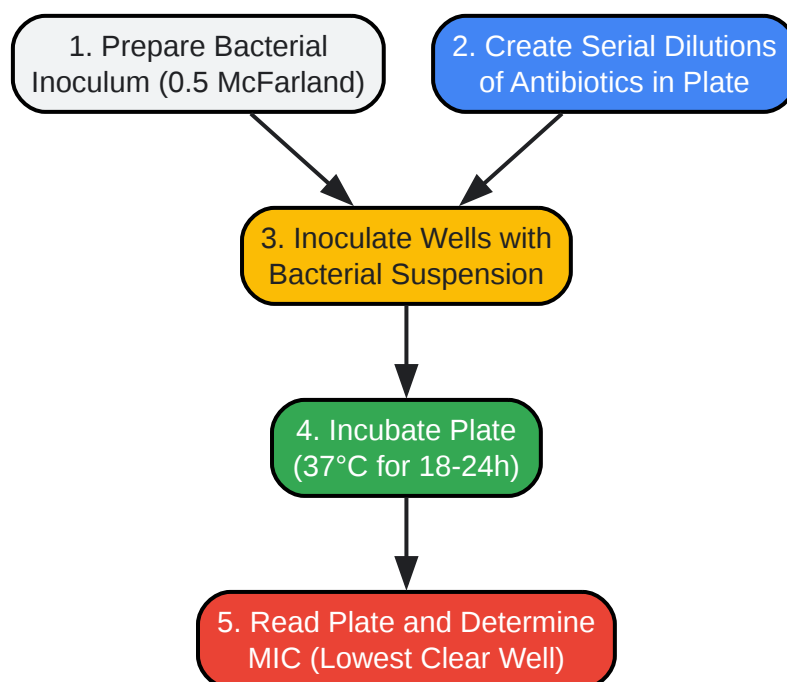 1. Prepare Bacterial
Inoculum (0.5 McFarland)
2. Create Serial Dilutions
of Antibiotics in Plate
3. Inoculate Wells with
Bacterial Suspension
4. Incubate Plate
(37°C for 18-24h)
5. Read Plate and Determine
MIC (Lowest Clear Well)